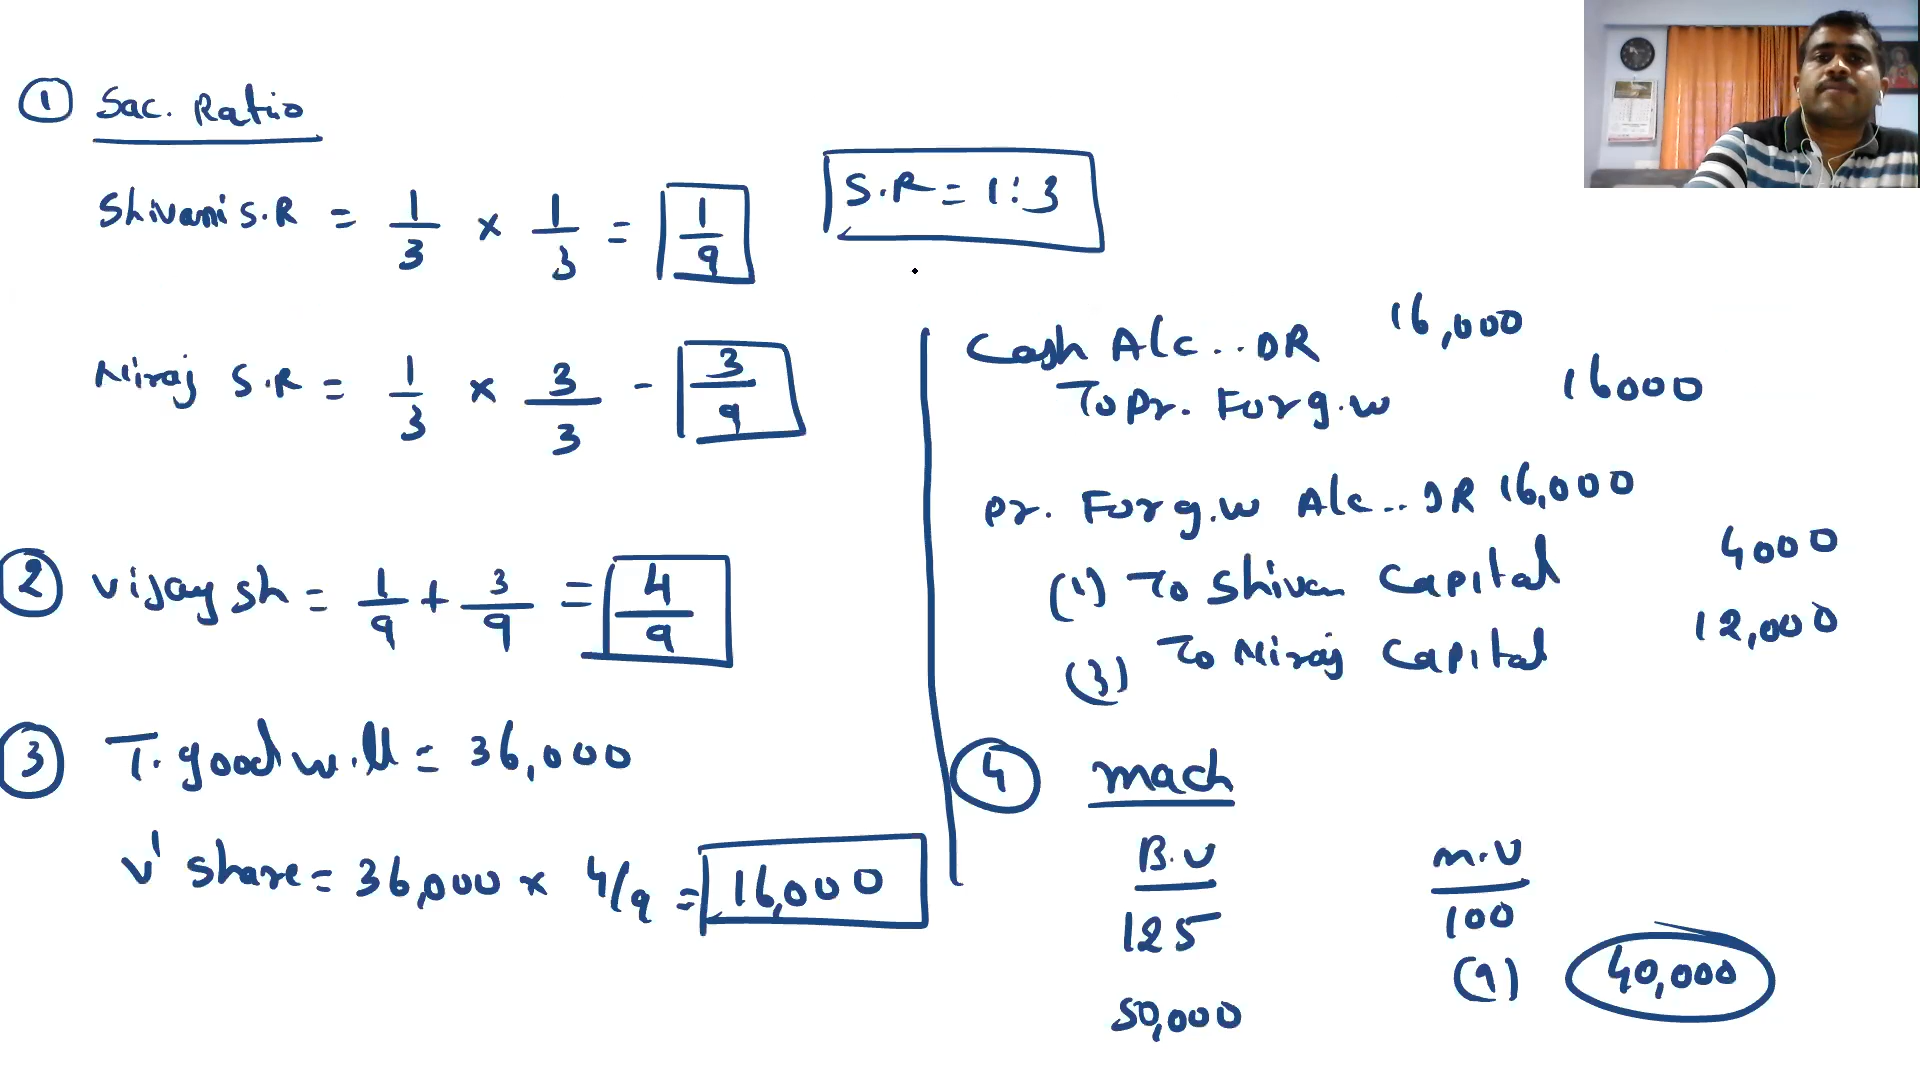 ① Sac. Ratio
Shivani S.R = 1/3 × 1/3 = 1/9
S.R = 1:3
Niraj S.R = 1/3 × 3/3 - 3/9
② Vijay sh = 1/9 + 3/9 = 4/9
③ T. goodwill = 36,000
V' share = 36,000 × 4/9 = 16,000
Cash A/c .. DR 16,000
To Pr. For g.w 16000
Pr. For g.w A/c .. DR 16,000
(1) To Shivan Capital 4000
(3) To Niraj Capital 12,000
④ mach
B.V m.v
125 100
50,000 (9) 40,000